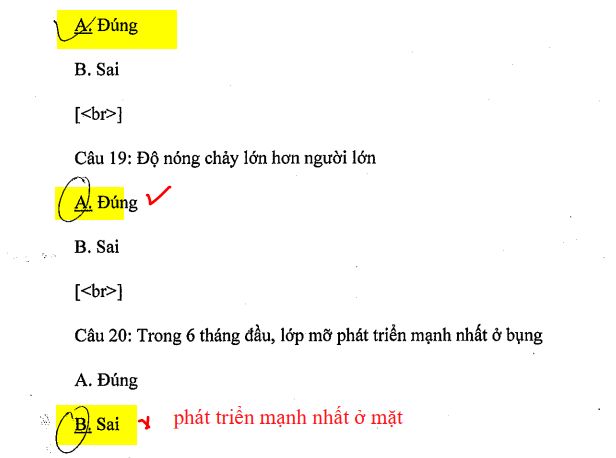 A. Đúng
B. Sai
[<br>]
Câu 19: Độ nóng chảy lớn hơn người lớn
A. Đúng
B. Sai
[<br>]
Câu 20: Trong 6 tháng đầu, lớp mỡ phát triển mạnh nhất ở bụng
A. Đúng
B. Sai phát triển mạnh nhất ở mặt